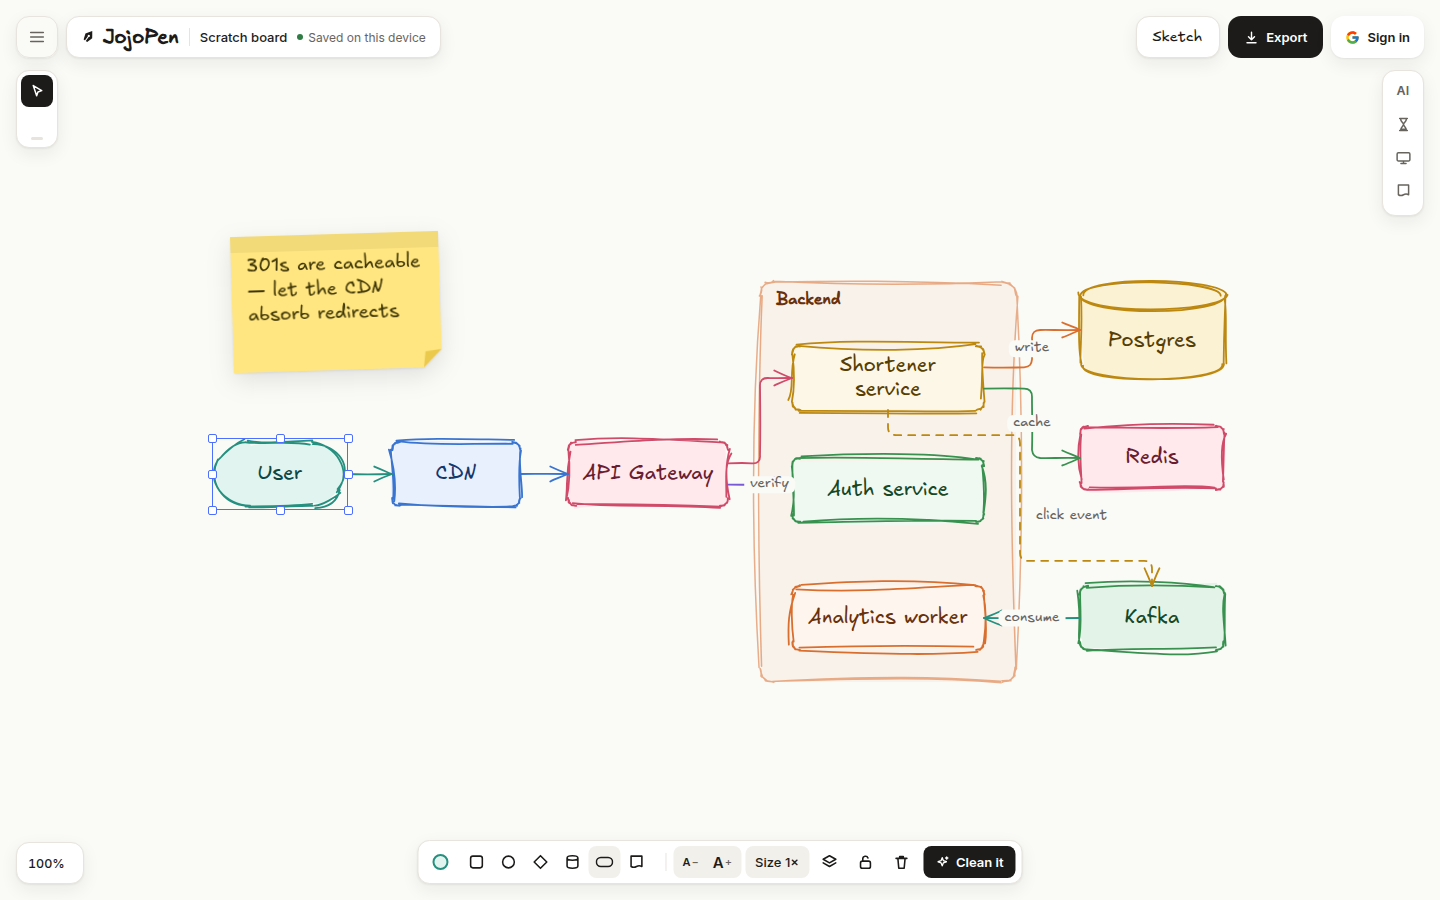 JojoPen
Scratch board
Saved on this device
Sketch
Export
Sign in
AI
301s are cacheable
— let the CDN
absorb redirects
Backend
Shortener
service
write
Postgres
cache
User
CDN
API Gateway
verify
Auth service
Redis
click event
Analytics worker
consume
Kafka
100%
A−
A+
Size 1×
Clean it